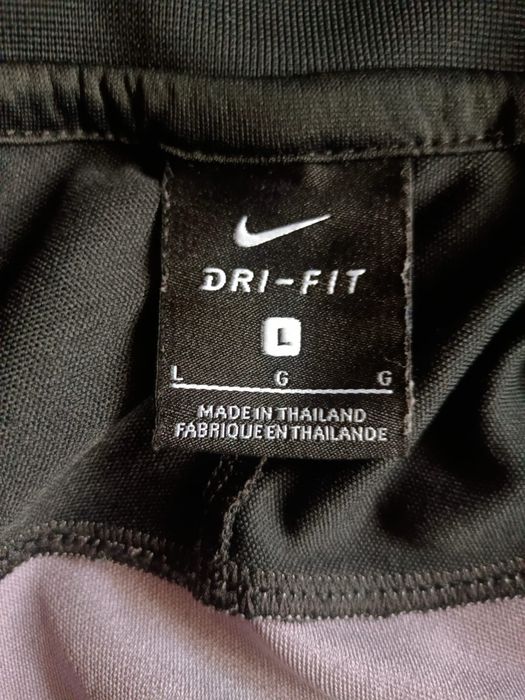 DRI-FIT
L
L G G
MADE IN THAILAND
FABRIQUE EN THAILANDE